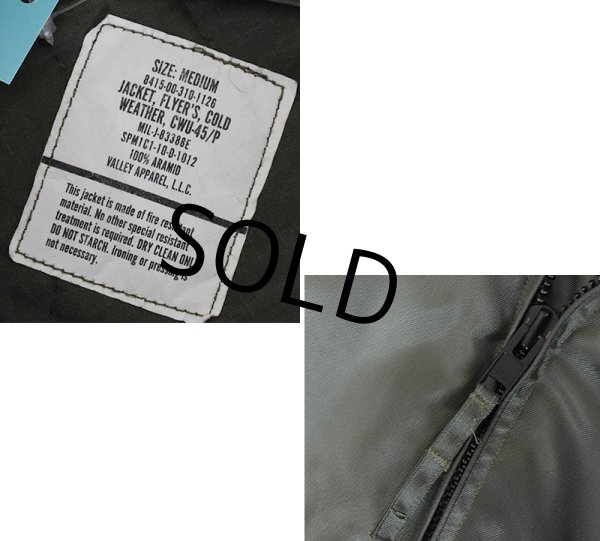 SIZE: MEDIUM
8415-00-310-1126
JACKET, FLYER'S, COLD
WEATHER, CWU-45/P
MIL-J-83388E
SPM1C1-10-D-1012
100% ARAMID
VALLEY APPAREL, L.L.C.
This jacket is made of fire resistant
material. No other special resistant
treatment is required. DRY CLEAN ONLY
DO NOT STARCH. Ironing or pressing is
not necessary.
SOLD